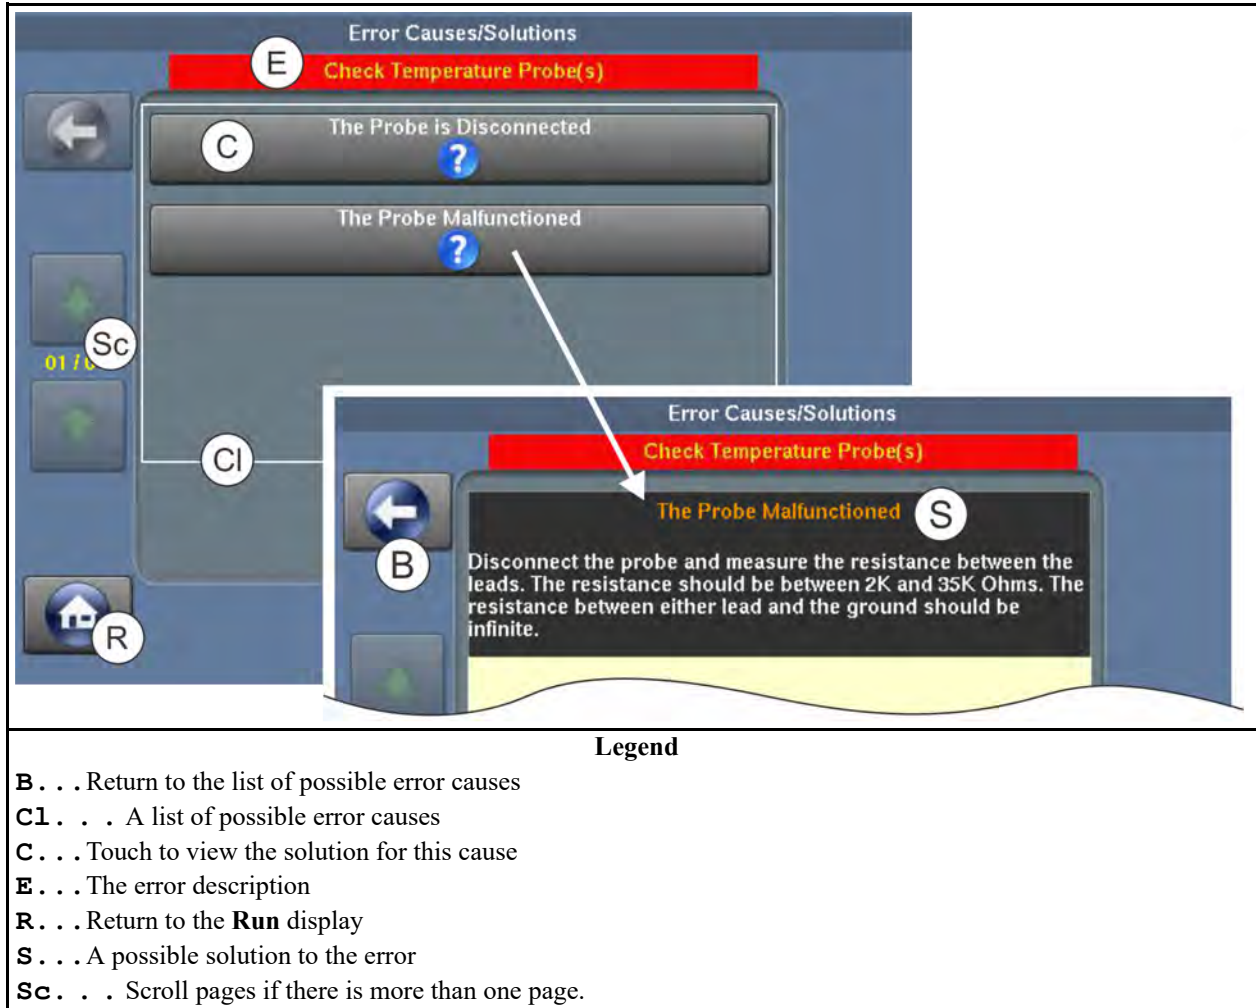 Error Causes/Solutions
E
Check Temperature Probe(s)
The Probe is Disconnected
C
?
The Probe Malfunctioned
?
Sc
01 /
Cl
R
Error Causes/Solutions
Check Temperature Probe(s)
The Probe Malfunctioned
S
B
Disconnect the probe and measure the resistance between the
leads. The resistance should be between 2K and 35K Ohms. The
resistance between either lead and the ground should be
infinite.
Legend
B...Return to the list of possible error causes
Cl. . . A list of possible error causes
C...Touch to view the solution for this cause
E...The error description
R...Return to the Run display
S...A possible solution to the error
Sc. . . Scroll pages if there is more than one page.